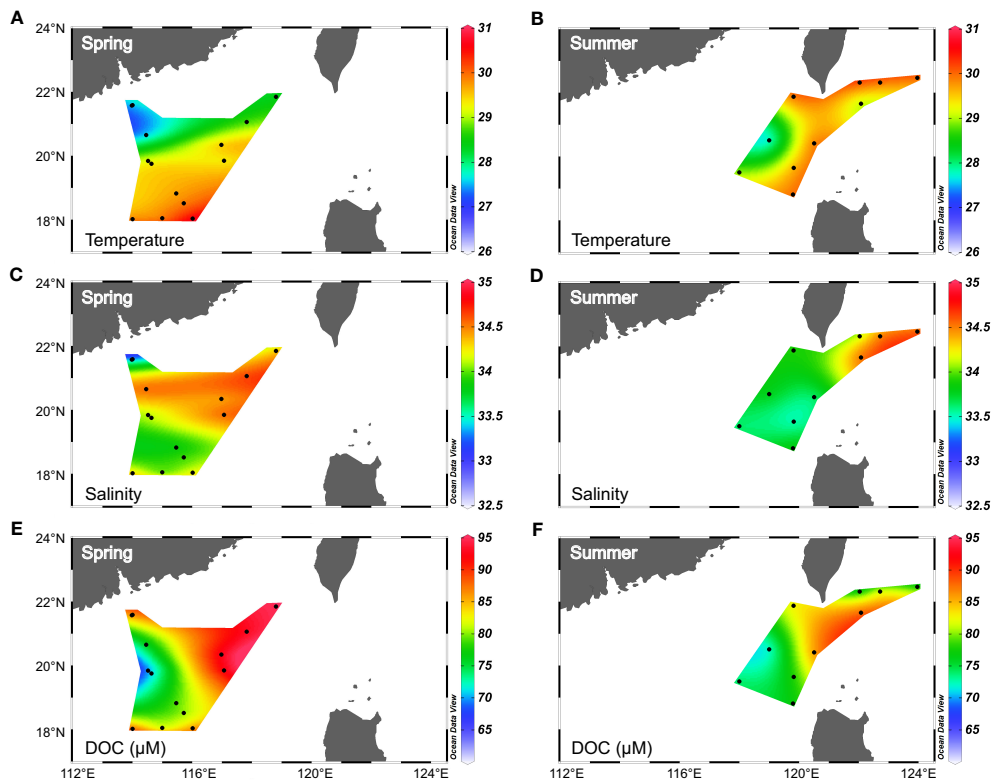 A
Spring
Temperature
24°N
22°N
20°N
18°N
31
30
29
28
27
26
Ocean Data View
B
Summer
Temperature
31
30
29
28
27
26
Ocean Data View
C
Spring
Salinity
24°N
22°N
20°N
18°N
35
34.5
34
33.5
33
32.5
Ocean Data View
D
Summer
Salinity
35
34.5
34
33.5
33
32.5
Ocean Data View
E
Spring
DOC (µM)
24°N
22°N
20°N
18°N
112°E
116°E
120°E
124°E
95
90
85
80
75
70
65
Ocean Data View
F
Summer
DOC (µM)
112°E
116°E
120°E
124°E
95
90
85
80
75
70
65
Ocean Data View